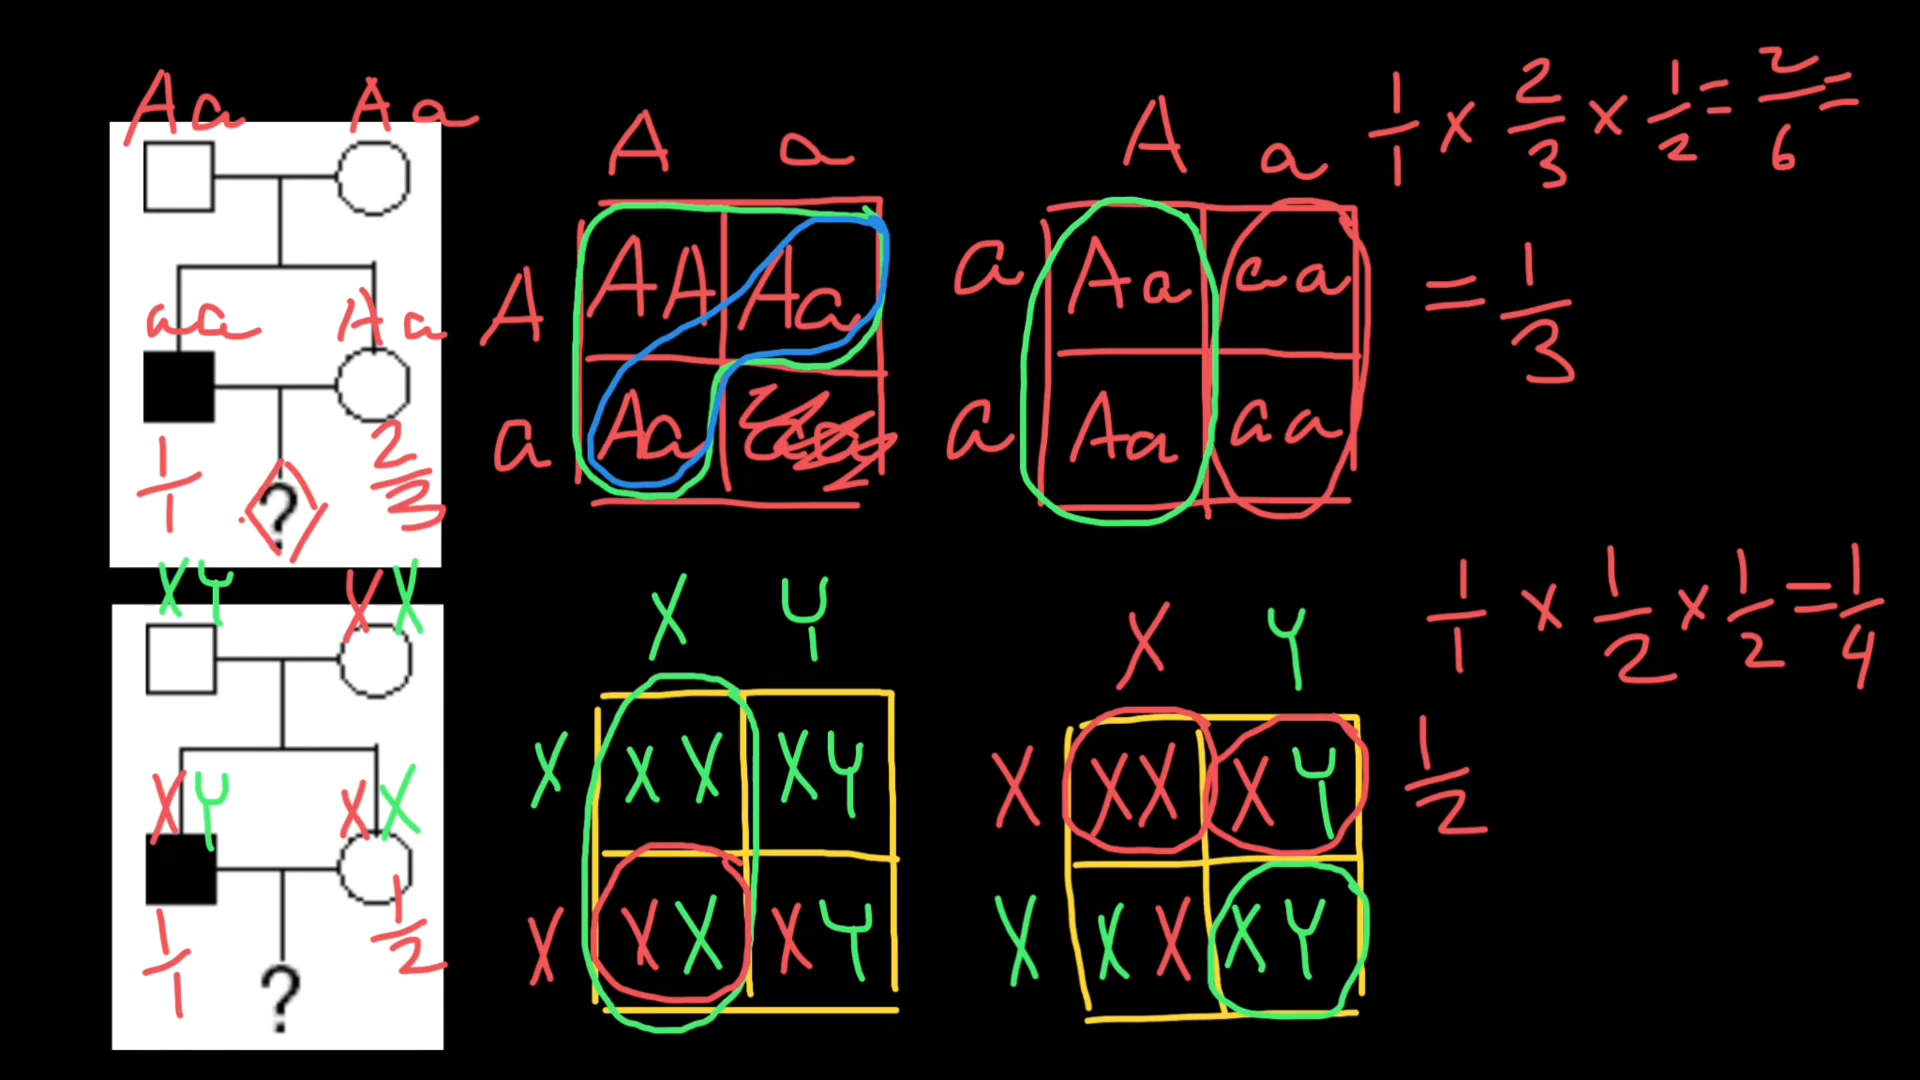 Aa Aa
A a
A a
1/1 × 2/3 × 1/2 = 2/6 =
= 1/3
A AA Aa
a Aa
a Aa aa
a Aa aa
aa Aa
1/1 ? 2/3
XY XX
X Y
X Y
1/1 × 1/2 × 1/2 = 1/4
X XX XY
X XX XY
X XX XY
X XX XY
1/2
XY XX
1/1 1/2
?